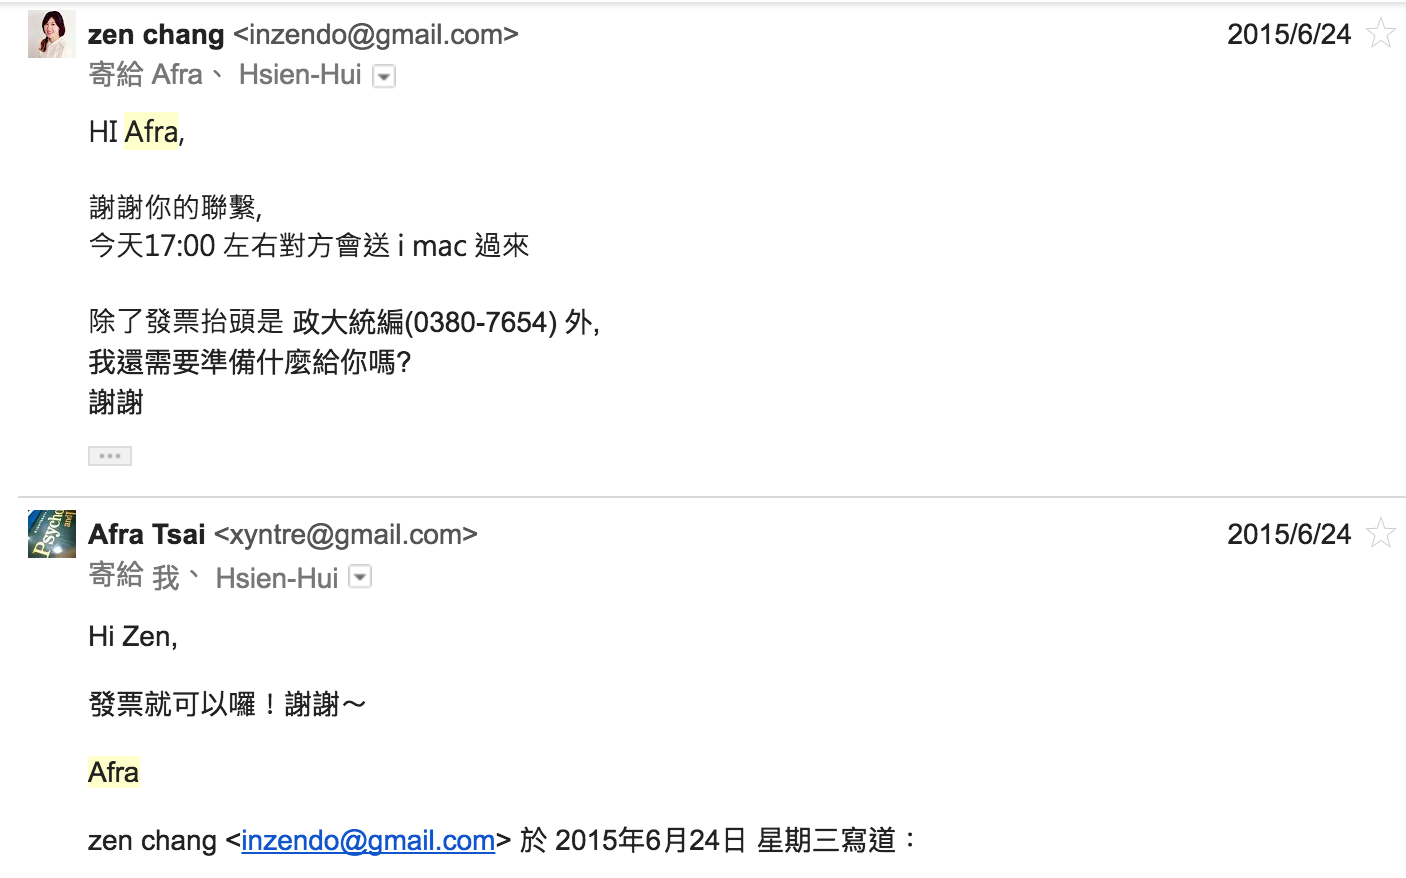 zen chang <inzendo@gmail.com> 2015/6/24
寄給 Afra、 Hsien-Hui
HI Afra,
謝謝你的聯繫,
今天17:00 左右對方會送 i mac 過來
除了發票抬頭是 政大統編(0380-7654) 外,
我還需要準備什麼給你嗎?
謝謝
Psycho
and
Afra Tsai <xyntre@gmail.com> 2015/6/24
寄給 我、 Hsien-Hui
Hi Zen,
發票就可以囉！謝謝～
Afra
zen chang <inzendo@gmail.com> 於 2015年6月24日 星期三寫道：